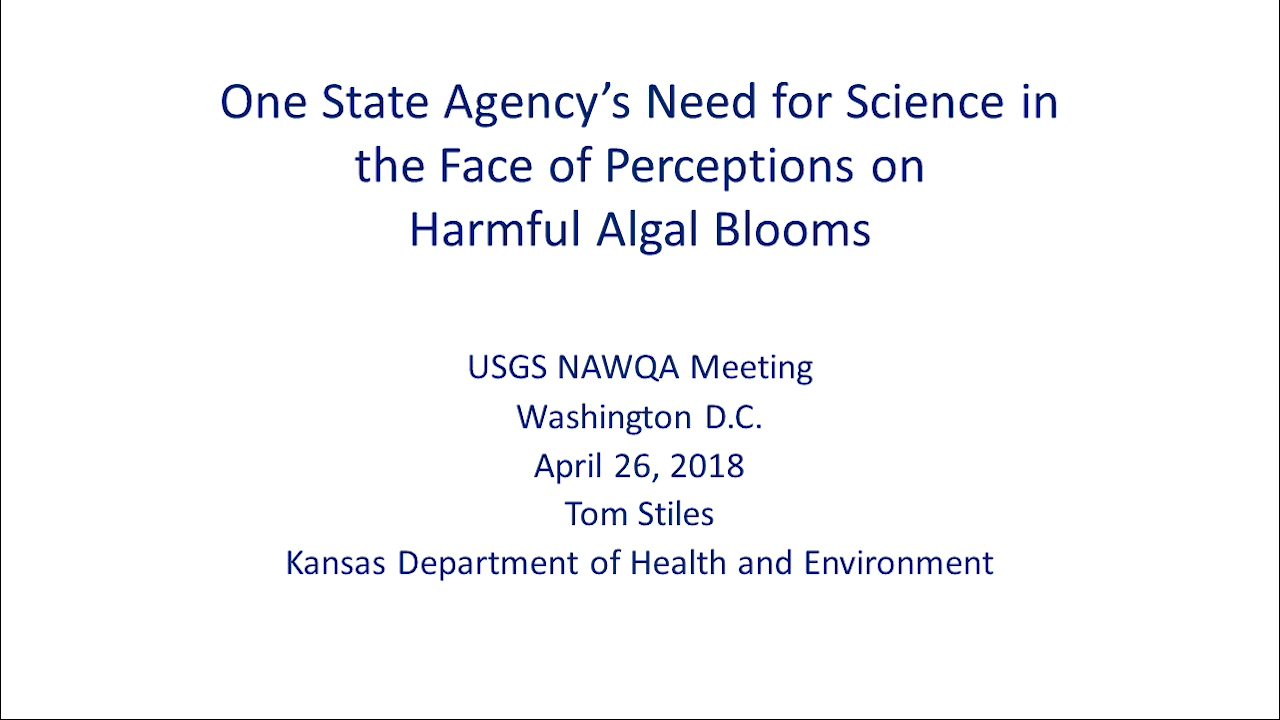 One State Agency’s Need for Science in
the Face of Perceptions on
Harmful Algal Blooms
USGS NAWQA Meeting
Washington D.C.
April 26, 2018
Tom Stiles
Kansas Department of Health and Environment